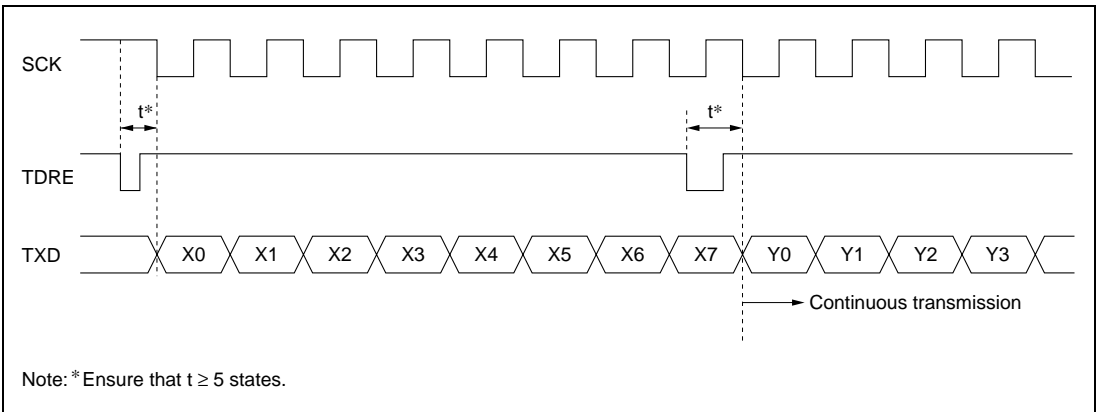 SCK
t* t*
TDRE
TXD X0 X1 X2 X3 X4 X5 X6 X7 Y0 Y1 Y2 Y3
Continuous transmission
Note: * Ensure that t ≥ 5 states.